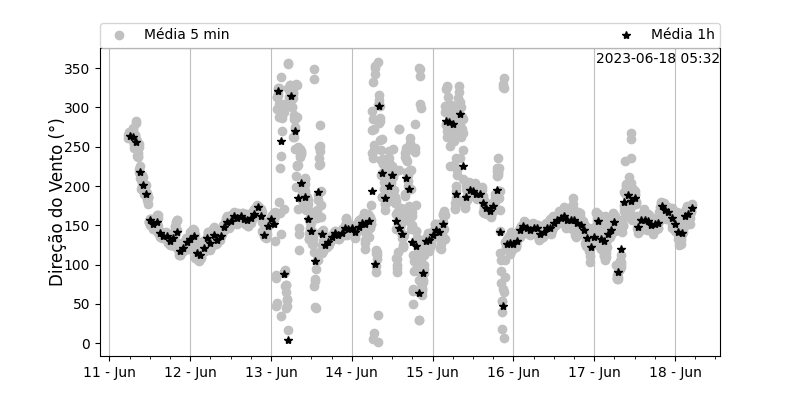 Média 5 min
Média 1h
2023-06-18 05:32
Direção do Vento (°)
350
300
250
200
150
100
50
0
11 - Jun
12 - Jun
13 - Jun
14 - Jun
15 - Jun
16 - Jun
17 - Jun
18 - Jun